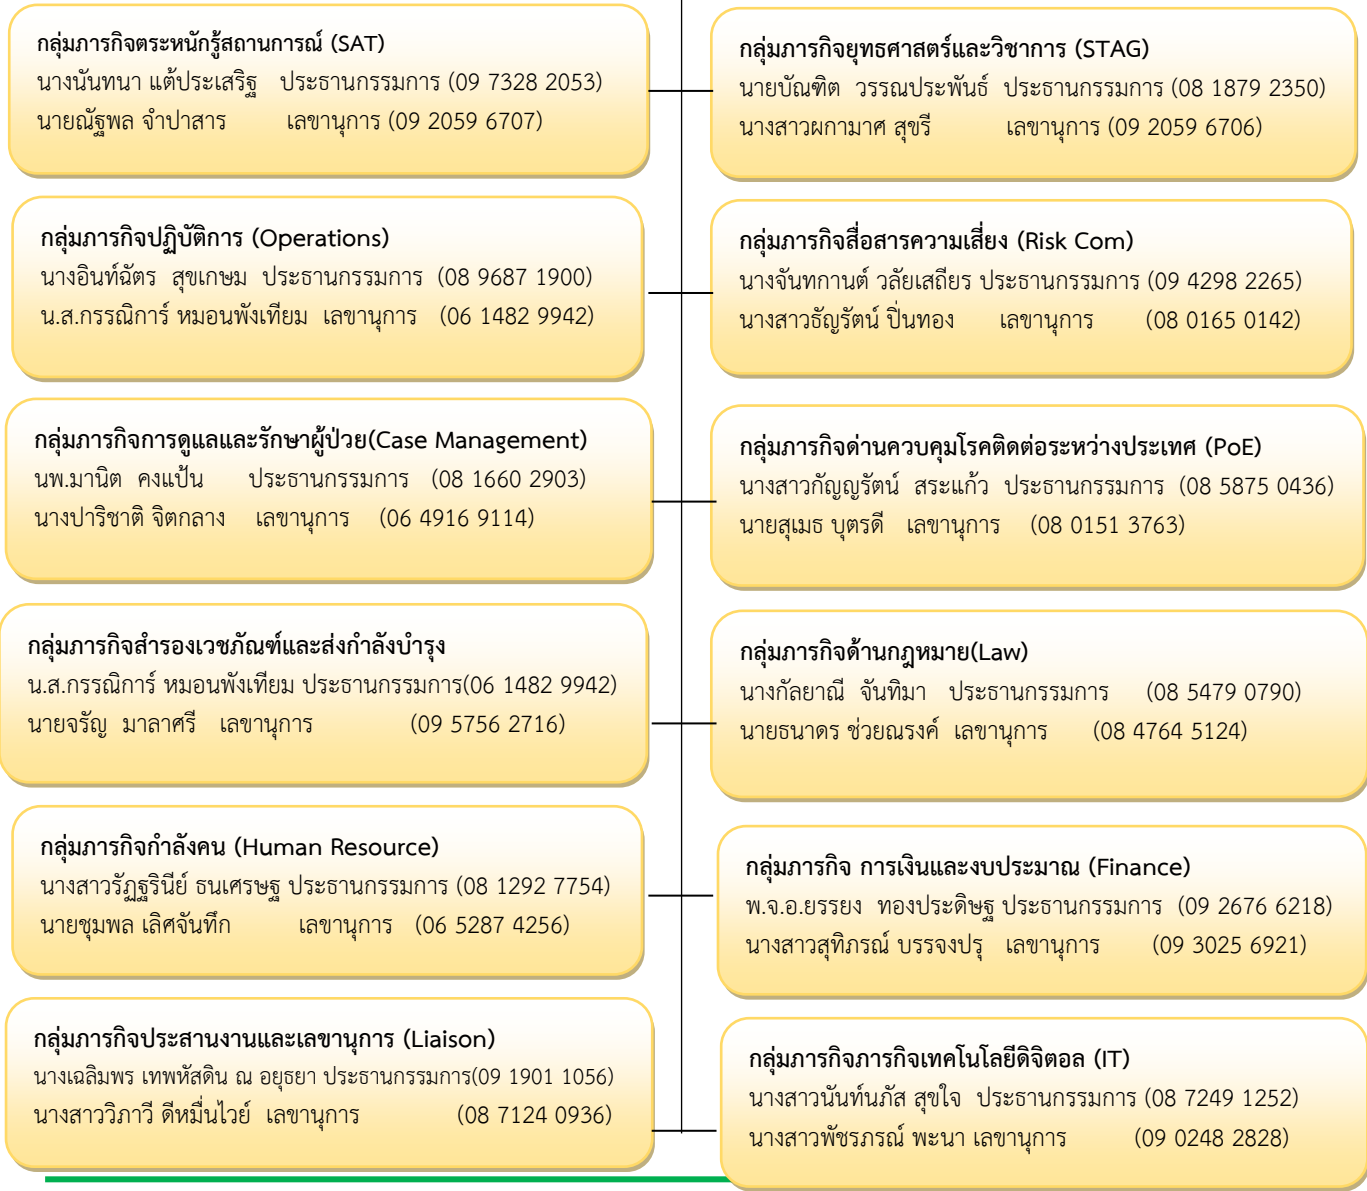 กลุ่มภารกิจตระหนักรู้สถานการณ์ (SAT)
นางนันทนา แต้ประเสริฐ ประธานกรรมการ (09 7328 2053)
นายณัฐพล จำปาสาร เลขานุการ (09 2059 6707)
กลุ่มภารกิจยุทธศาสตร์และวิชาการ (STAG)
นายบัณฑิต วรรณประพันธ์ ประธานกรรมการ (08 1879 2350)
นางสาวผกามาศ สุขรี เลขานุการ (09 2059 6706)
กลุ่มภารกิจปฏิบัติการ (Operations)
นางอินท์ฉัตร สุขเกษม ประธานกรรมการ (08 9687 1900)
น.ส.กรรณิการ์ หมอนพังเทียม เลขานุการ (06 1482 9942)
กลุ่มภารกิจสื่อสารความเสี่ยง (Risk Com)
นางจันทกานต์ วลัยเสถียร ประธานกรรมการ (09 4298 2265)
นางสาวธัญรัตน์ ปิ่นทอง เลขานุการ (08 0165 0142)
กลุ่มภารกิจการดูแลและรักษาผู้ป่วย(Case Management)
นพ.มานิต คงแป้น ประธานกรรมการ (08 1660 2903)
นางปาริชาติ จิตกลาง เลขานุการ (06 4916 9114)
กลุ่มภารกิจด่านควบคุมโรคติดต่อระหว่างประเทศ (PoE)
นางสาวกัญญรัตน์ สระแก้ว ประธานกรรมการ (08 5875 0436)
นายสุเมธ บุตรดี เลขานุการ (08 0151 3763)
กลุ่มภารกิจสำรองเวชภัณฑ์และส่งกำลังบำรุง
น.ส.กรรณิการ์ หมอนพังเทียม ประธานกรรมการ(06 1482 9942)
นายจรัญ มาลาศรี เลขานุการ (09 5756 2716)
กลุ่มภารกิจด้านกฎหมาย(Law)
นางกัลยาณี จันทิมา ประธานกรรมการ (08 5479 0790)
นายธนาดร ช่วยณรงค์ เลขานุการ (08 4764 5124)
กลุ่มภารกิจกำลังคน (Human Resource)
นางสาวรัฏฐรินีย์ ธนเศรษฐ ประธานกรรมการ (08 1292 7754)
นายชุมพล เลิศจันทึก เลขานุการ (06 5287 4256)
กลุ่มภารกิจ การเงินและงบประมาณ (Finance)
พ.จ.อ.ยรรยง ทองประดิษฐ ประธานกรรมการ (09 2676 6218)
นางสาวสุทิภรณ์ บรรจงปรุ เลขานุการ (09 3025 6921)
กลุ่มภารกิจประสานงานและเลขานุการ (Liaison)
นางเฉลิมพร เทพหัสดิน ณ อยุธยา ประธานกรรมการ(09 1901 1056)
นางสาววิภาวี ดีหมื่นไวย์ เลขานุการ (08 7124 0936)
กลุ่มภารกิจภารกิจเทคโนโลยีดิจิตอล (IT)
นางสาวนันท์นภัส สุขใจ ประธานกรรมการ (08 7249 1252)
นางสาวพัชรภรณ์ พะนา เลขานุการ (09 0248 2828)